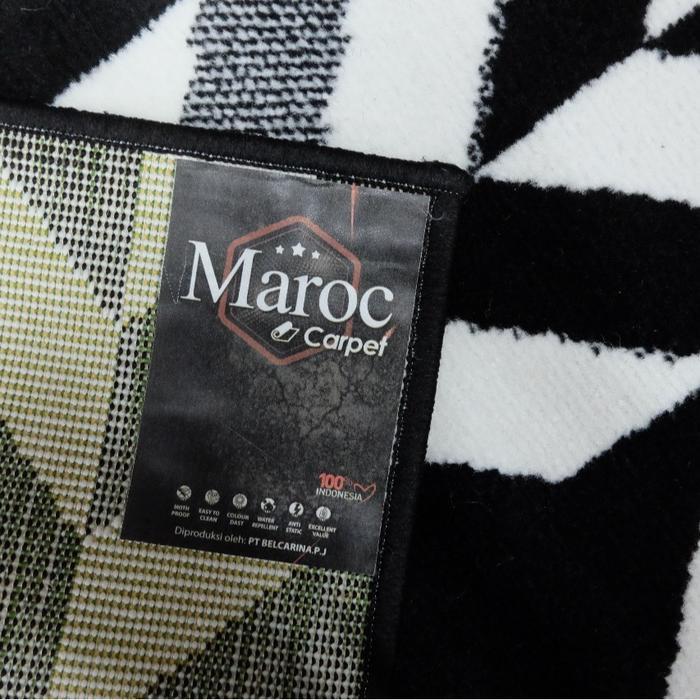 Maroc
Carpet
100%
INDONESIA
MOTH PROOF
EASY TO CLEAN
COLOUR DAST
WATER REPELLENT
ANTI STATIC
EXCELLENT VALUE
Diproduksi oleh: PT BELCARINA.P.J